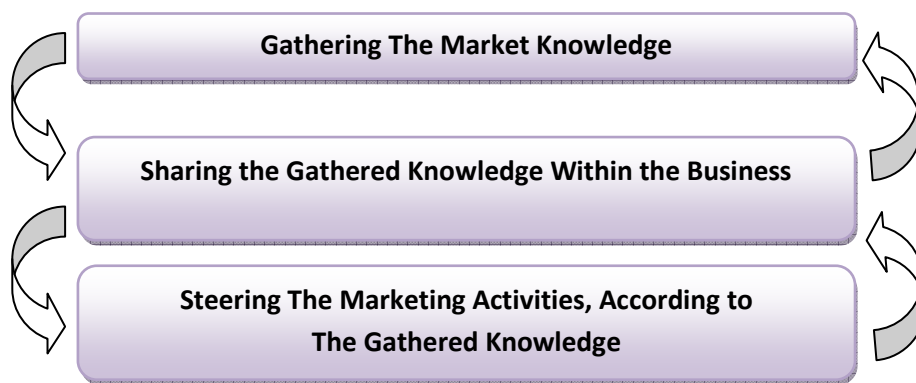 Gathering The Market Knowledge
Sharing the Gathered Knowledge Within the Business
Steering The Marketing Activities, According to
The Gathered Knowledge